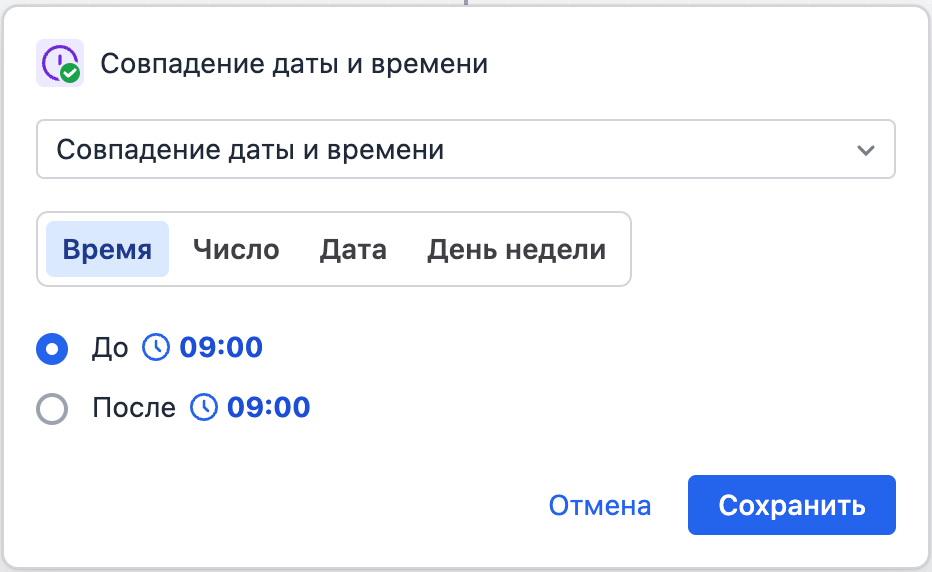 Совпадение даты и времени
Совпадение даты и времени
Время Число Дата День недели
До 09:00
После 09:00
Отмена Сохранить